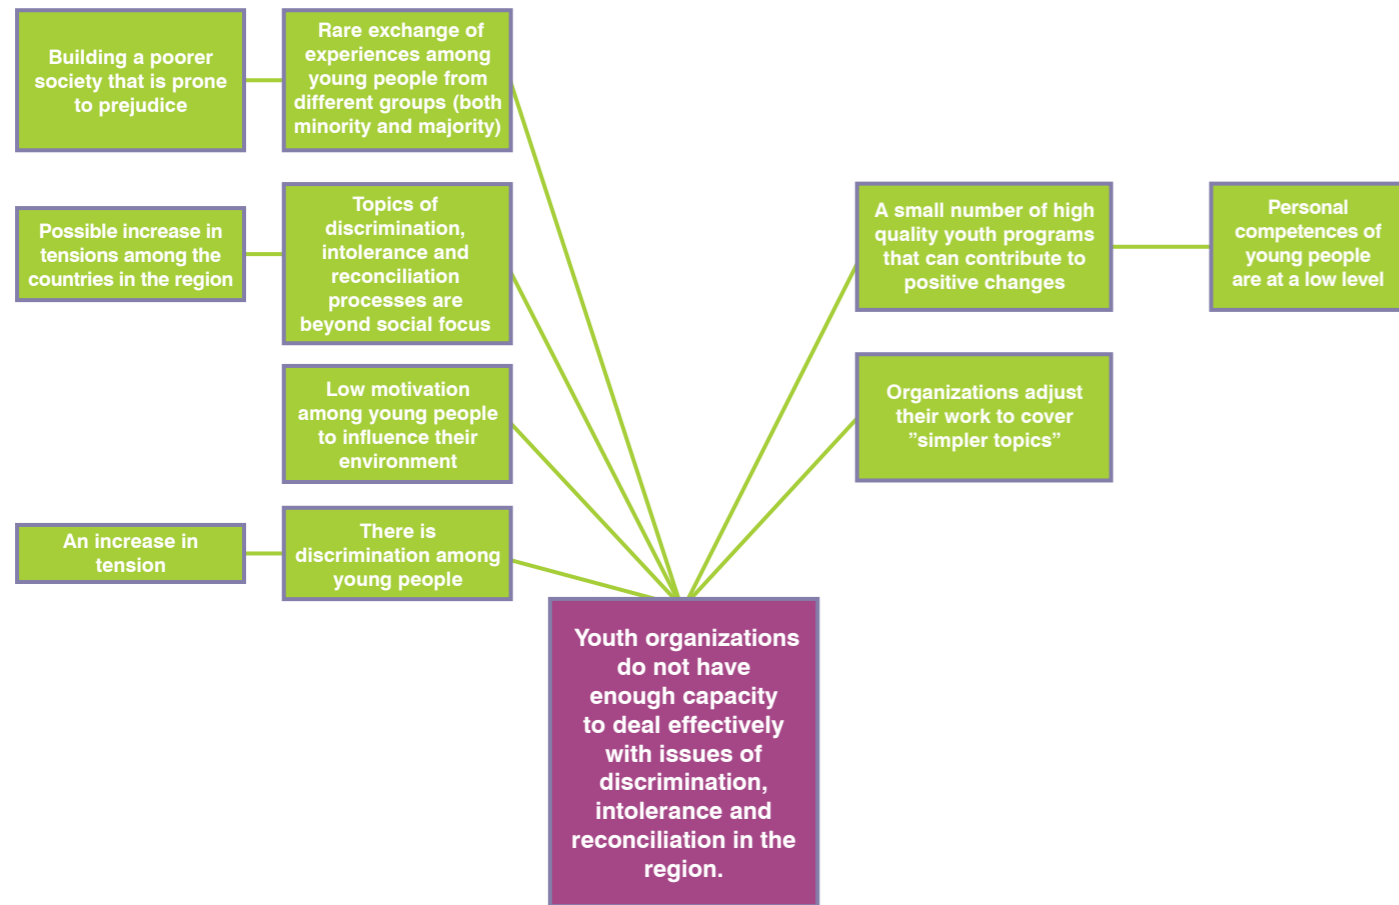 Building a poorer
society that is prone
to prejudice
Rare exchange of
experiences among
young people from
different groups (both
minority and majority)
Possible increase in
tensions among the
countries in the region
Topics of
discrimination,
intolerance and
reconciliation
processes are
beyond social focus
Low motivation
among young people
to influence their
environment
An increase in
tension
There is
discrimination among
young people
A small number of high
quality youth programs
that can contribute to
positive changes
Personal
competences of
young people
are at a low level
Organizations adjust
their work to cover
”simpler topics”
Youth organizations
do not have
enough capacity
to deal effectively
with issues of
discrimination,
intolerance and
reconciliation in the
region.